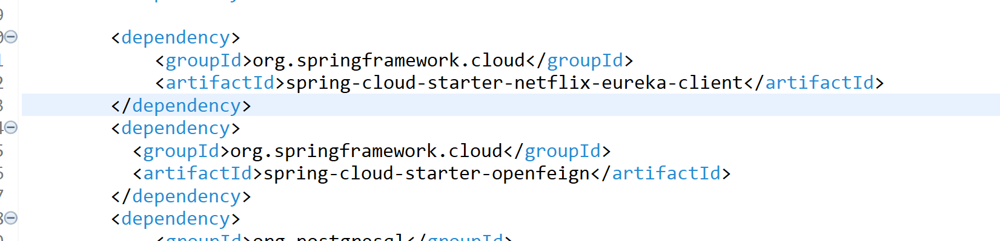 9
<dependency>
<groupId>org.springframework.cloud</groupId>
<artifactId>spring-cloud-starter-netflix-eureka-client</artifactId>
</dependency>
<dependency>
<groupId>org.springframework.cloud</groupId>
<artifactId>spring-cloud-starter-openfeign</artifactId>
</dependency>
<dependency>
<groupId>org.postgresql</groupId>